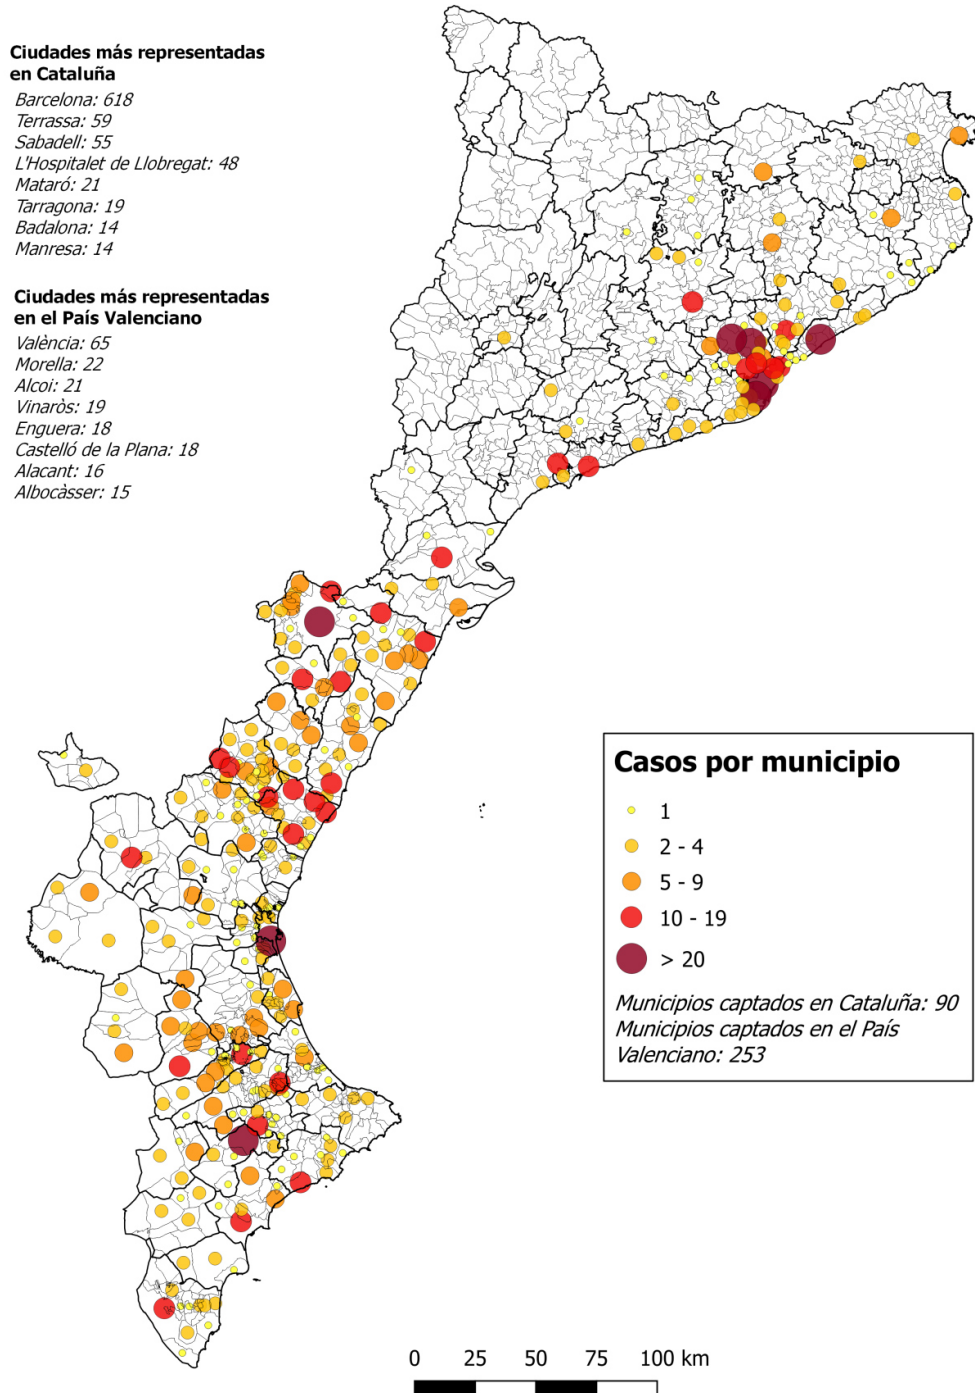 Ciudades más representadas
en Cataluña
Barcelona: 618
Terrassa: 59
Sabadell: 55
L'Hospitalet de Llobregat: 48
Mataró: 21
Tarragona: 19
Badalona: 14
Manresa: 14
Ciudades más representadas
en el País Valenciano
València: 65
Morella: 22
Alcoi: 21
Vinaròs: 19
Enguera: 18
Castelló de la Plana: 18
Alacant: 16
Albocàsser: 15
Casos por municipio
1
2 - 4
5 - 9
10 - 19
> 20
Municipios captados en Cataluña: 90
Municipios captados en el País
Valenciano: 253
0 25 50 75 100 km